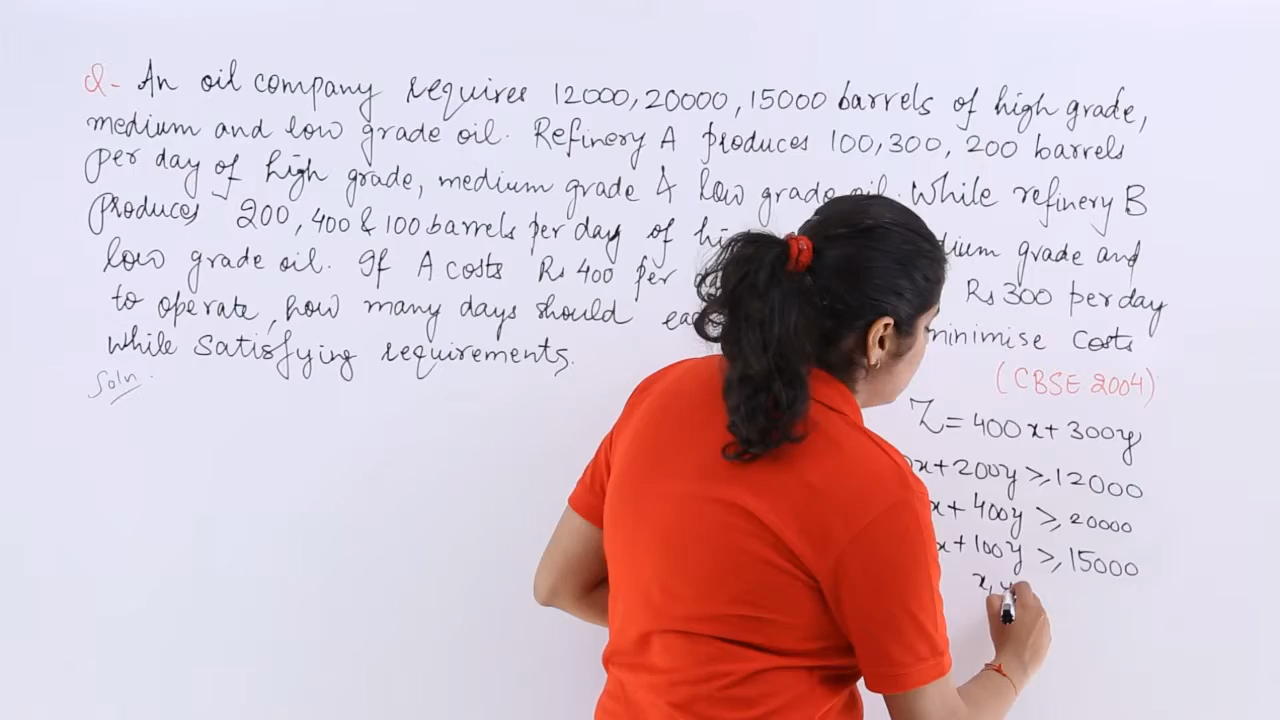 Q- An oil company requires 12000, 20000, 15000 barrels of high grade,
medium and low grade oil. Refinery A produces 100, 300, 200 barrels
per day of high grade, medium grade & low grade oil. While refinery B
produces 200, 400 & 100 barrels per day of grade and
low grade oil. If A costs Rs 400 per Rs 300 per day
to operate, how many days should minimise costs
while satisfying requirements.
Soln.
(CBSE 2004)
Z = 400x + 300y
x + 200y ≥ 12000
x + 400y ≥ 20000
x + 100y ≥ 15000
x, y